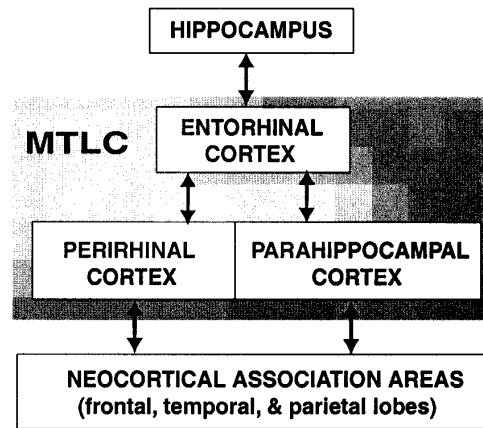 HIPPOCAMPUS
MTLC
ENTORHINAL
CORTEX
PERIRHINAL
CORTEX
PARAHIPPOCAMPAL
CORTEX
NEOCORTICAL ASSOCIATION AREAS
(frontal, temporal, & parietal lobes)